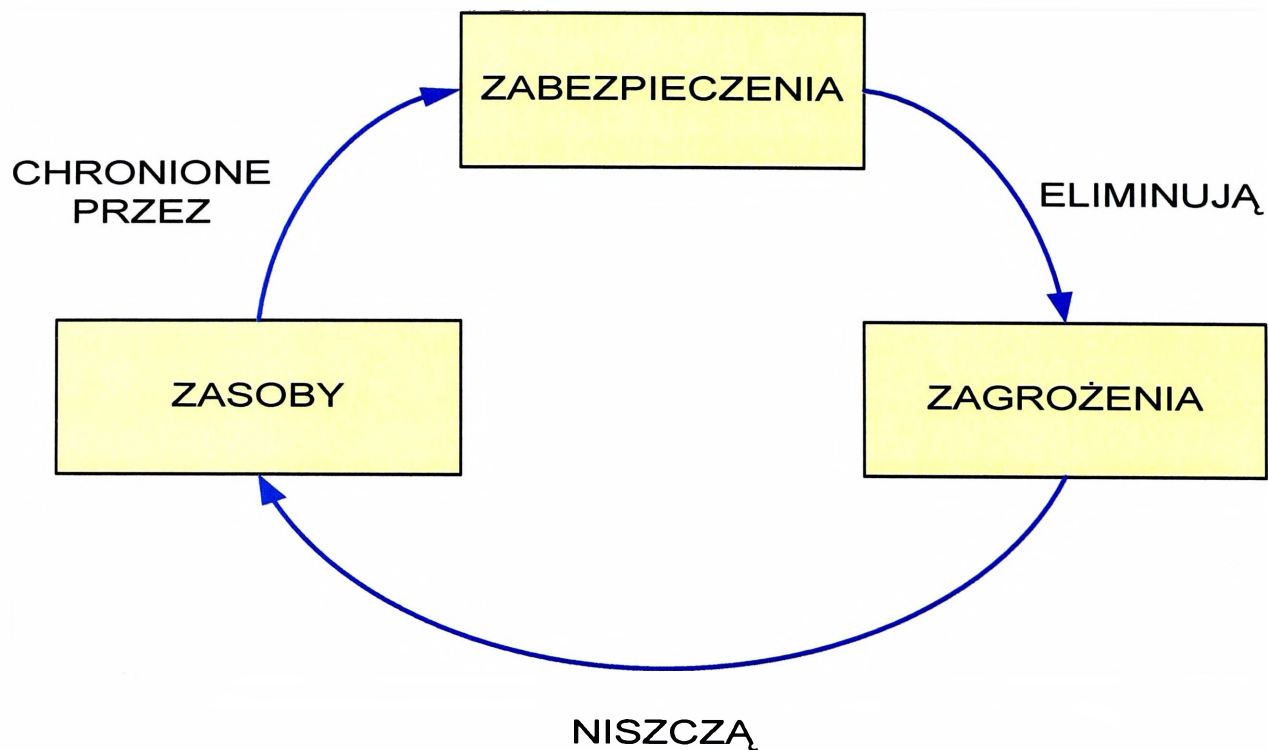 ZABEZPIECZENIA
CHRONIONE
PRZEZ
ELIMINUJĄ
ZASOBY
ZAGROŻENIA
NISZCZĄ